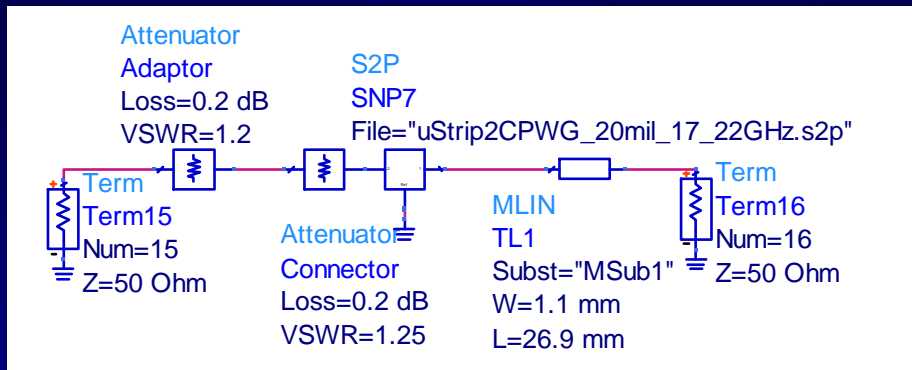 Attenuator
Adaptor
Loss=0.2 dB
VSWR=1.2
S2P
SNP7
File="uStrip2CPWG_20mil_17_22GHz.s2p"
Term
Term15
Num=15
Z=50 Ohm
Attenuator
Connector
Loss=0.2 dB
VSWR=1.25
MLIN
TL1
Subst="MSub1"
W=1.1 mm
L=26.9 mm
Term
Term16
Num=16
Z=50 Ohm